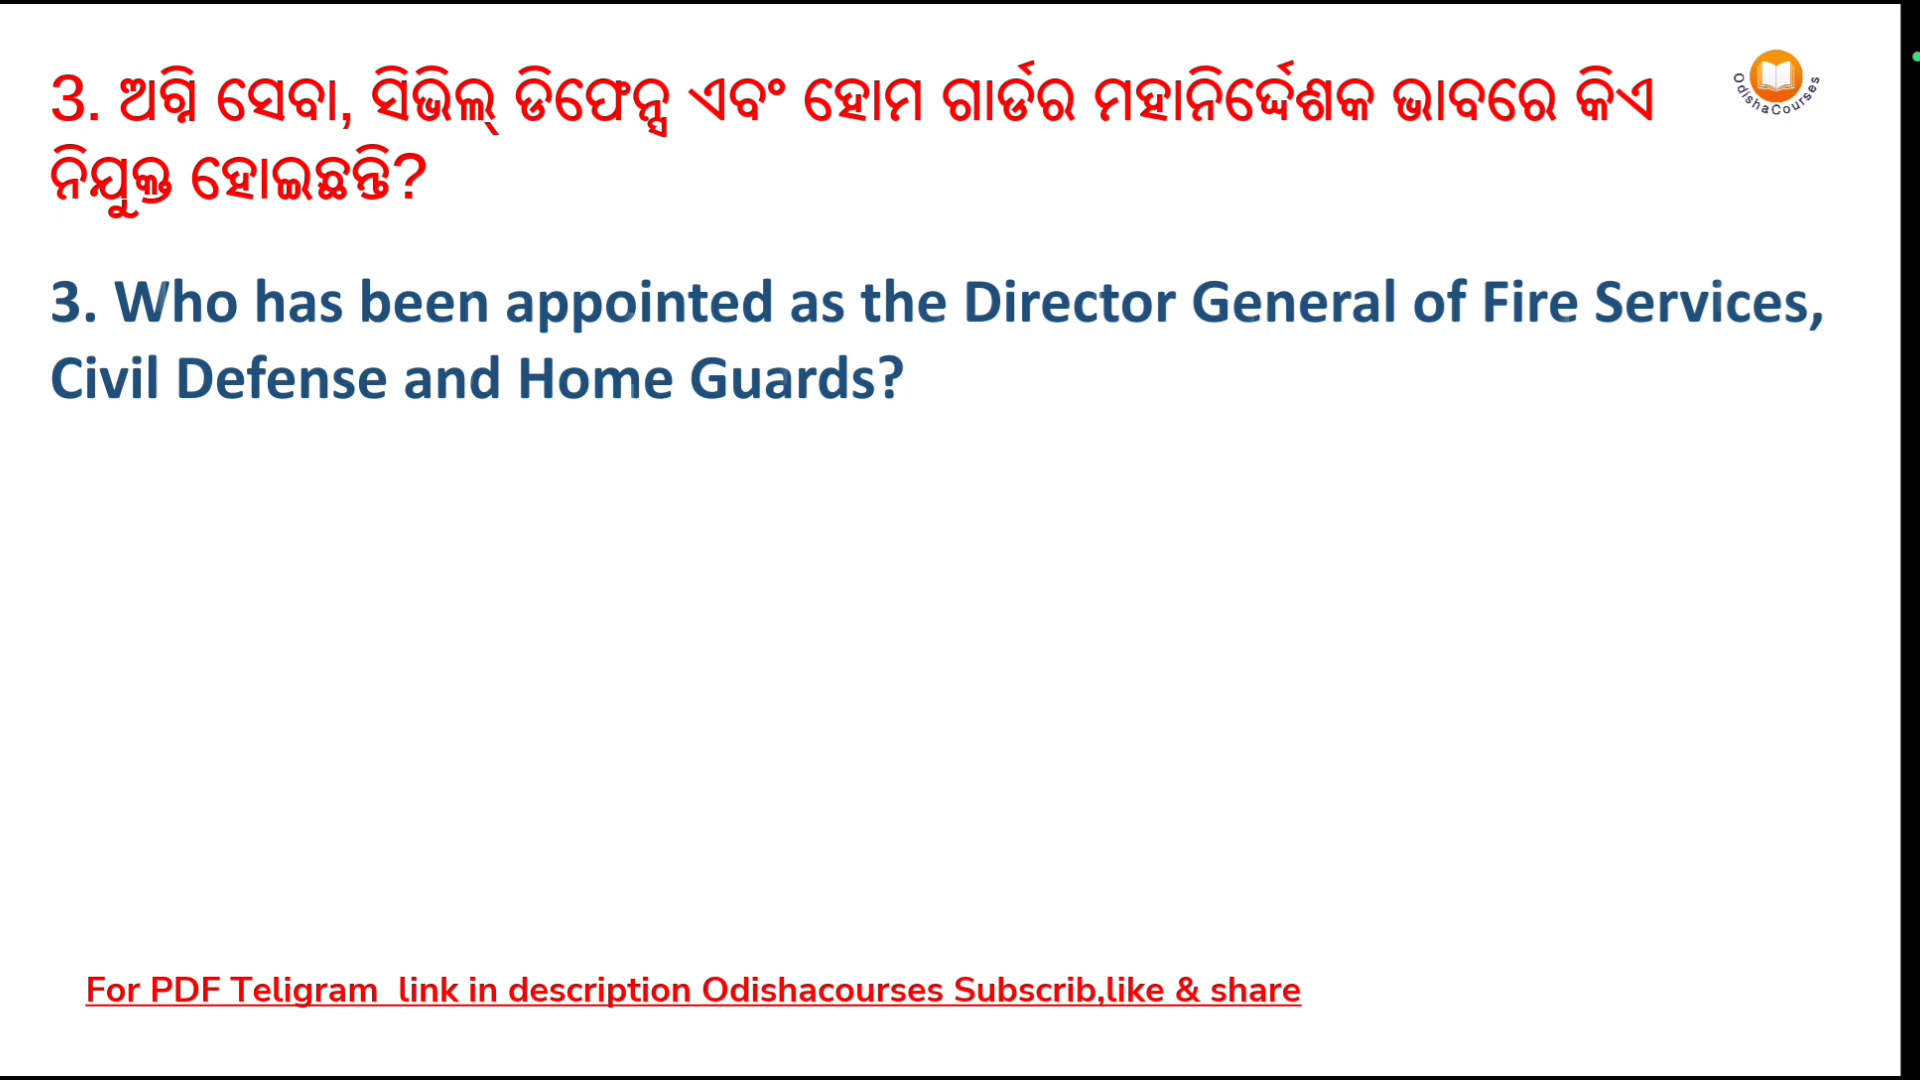 3. ଅଗ୍ନି ସେବା, ସିଭିଲ୍ ଡିଫେନ୍ସ ଏବଂ ହୋମ ଗାର୍ଡର ମହାନିର୍ଦ୍ଦେଶକ ଭାବରେ କିଏ
ନିଯୁକ୍ତ ହୋଇଛନ୍ତି?
OdishaCourses
3. Who has been appointed as the Director General of Fire Services,
Civil Defense and Home Guards?
For PDF Teligram link in description Odishacourses Subscrib,like & share